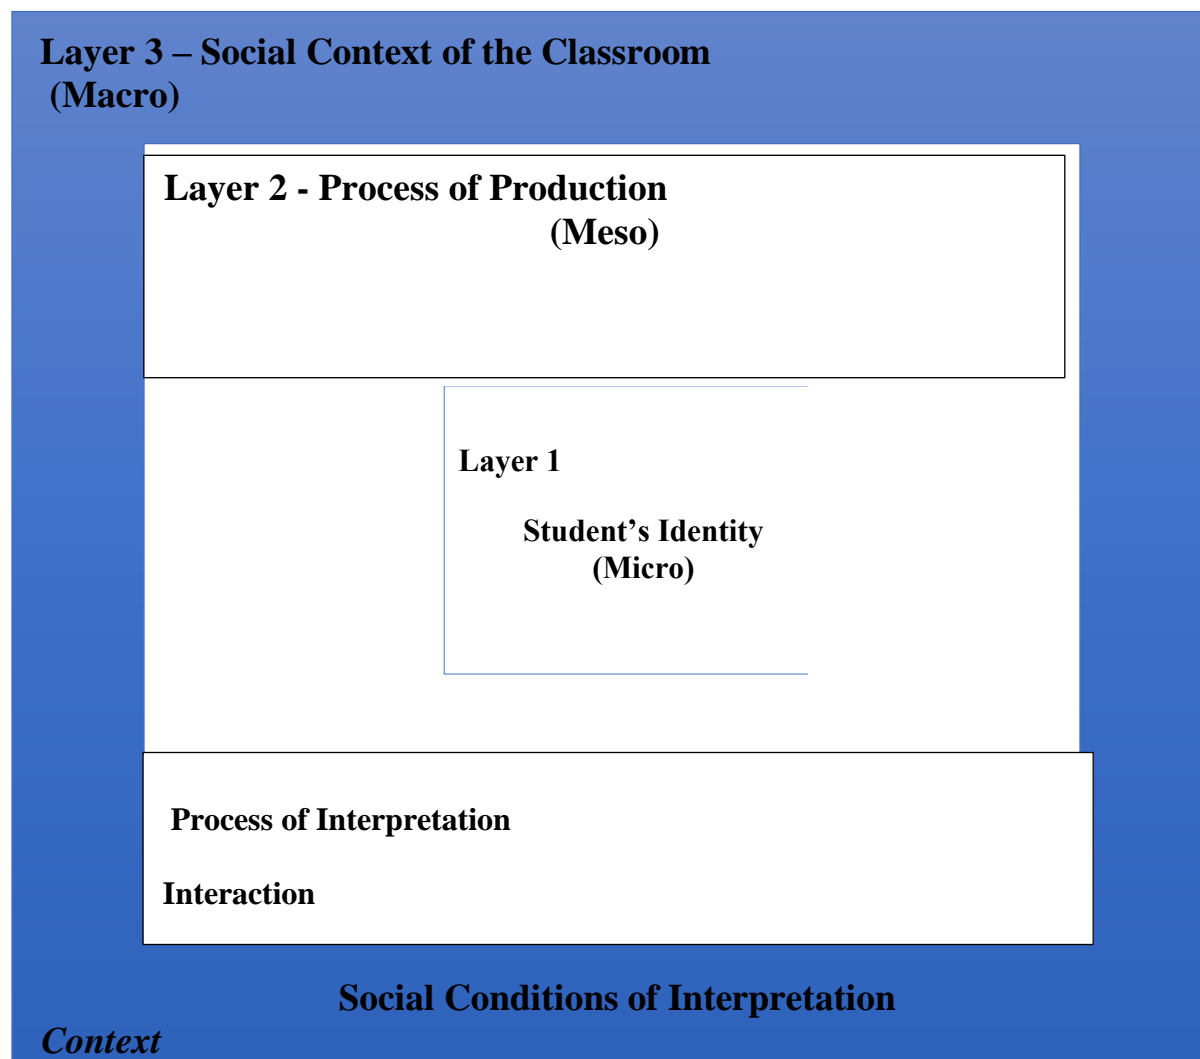 Layer 3 – Social Context of the Classroom
(Macro)
Layer 2 - Process of Production
(Meso)
Layer 1
Student’s Identity
(Micro)
Process of Interpretation
Interaction
Social Conditions of Interpretation
Context